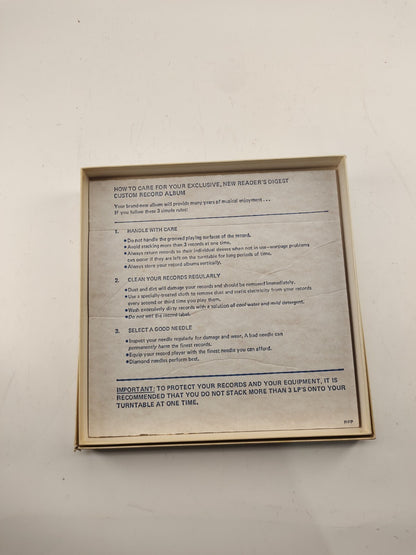 HOW TO CARE FOR YOUR EXCLUSIVE, NEW READER'S DIGEST
CUSTOM RECORD ALBUM
Your brand-new album will provide many years of musical enjoyment . . .
if you follow these 3 simple rules:
1. HANDLE WITH CARE
• Do not handle the grooved playing surfaces of the record.
• Avoid stacking more than 3 records at one time.
• Always return records to their individual sleeves when not in use—warpage problems
can occur if they are left on the turntable for long periods of time.
• Always store your record albums vertically.
2. CLEAN YOUR RECORDS REGULARLY
• Dust and dirt will damage your records and should be removed immediately.
• Use a specially-treated cloth to remove dust and static electricity from your records
every second or third time you play them.
• Wash excessively dirty records with a solution of cool water and mild detergent.
• Do not wet the record label.
3. SELECT A GOOD NEEDLE
• Inspect your needle regularly for damage and wear. A bad needle can
permanently harm the finest records.
• Equip your record player with the finest needle you can afford.
• Diamond needles perform best.
IMPORTANT: TO PROTECT YOUR RECORDS AND YOUR EQUIPMENT, IT IS
RECOMMENDED THAT YOU DO NOT STACK MORE THAN 3 LP'S ONTO YOUR
TURNTABLE AT ONE TIME.